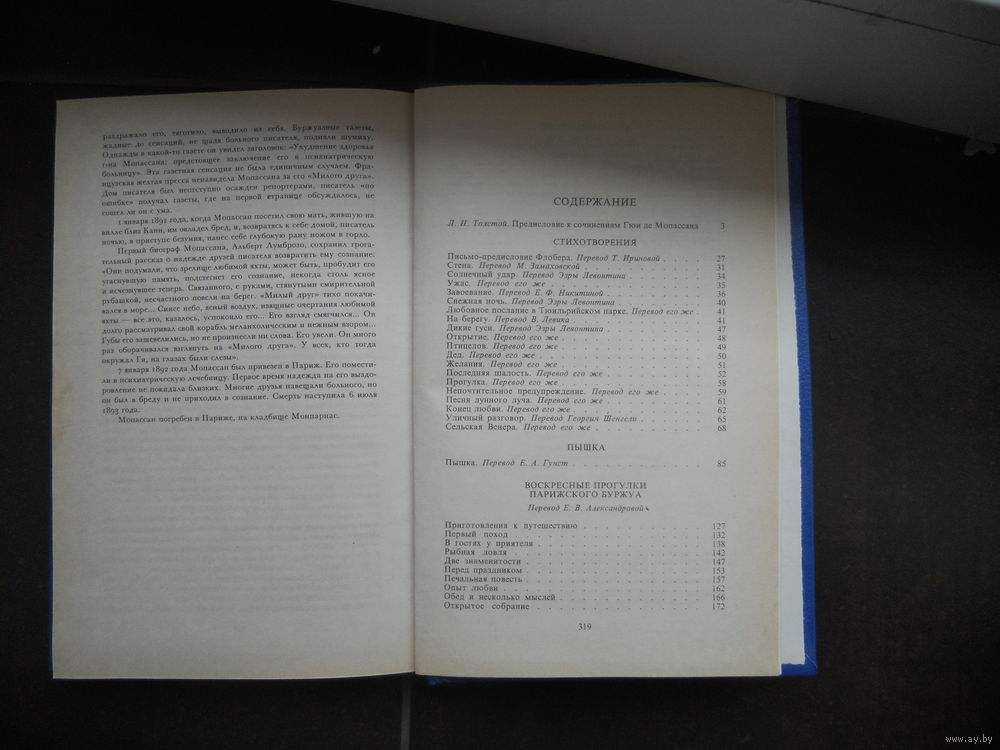 раздражало его, тяготило, выводило из себя. Буржуазные газеты,
жадные до сенсаций, не щадя больного писателя, подняли шумиху.
Однажды в какой-то газете он увидел заголовок: «Ухудшение здоровья
г-на Мопассана; предстоящее заключение его в психиатрическую
больницу». Эта газетная сенсация не была единичным случаем. Фра-
нцузская желтая пресса ненавидела Мопассана за его «Милого друга».
Дом писателя был неотступно осажден репортерами, писатель «по
ошибке» получал газеты, где на первой странице обсуждалось, не
сошел ли он с ума.
1 января 1892 года, когда Мопассан посетил свою мать, жившую на
вилле близ Канн, им овладел бред, и, возвратясь к себе домой, писатель
ночью, в приступе безумия, нанес себе глубокую рану ножом в горло.
Первый биограф Мопассана, Альберт Лумброзо, сохранил трога-
тельный рассказ о надежде друзей писателя возвратить ему сознание:
«Они подумали, что зрелище любимой яхты, может быть, пробудит его
угаснувшую память, подстегнет его сознание, некогда столь ясное
и исчезнувшее теперь. Связанного, с руками, стянутыми смирительной
рубашкой, несчастного повели на берег. «Милый друг» тихо покачи-
вался в море... Синее небо, ясный воздух, изящные очертания любимой
яхты — все это, казалось, успокоило его... Его взгляд смягчился... Он
долго рассматривал свой корабль меланхолическим и нежным взором...
Губы его зашевелились, но не произнесли ни слова. Его увели. Он много
раз оборачивался взглянуть на «Милого друга». У всех, кто тогда
окружал Ги, на глазах были слезы».
7 января 1892 года Мопассан был привезен в Париж. Его помести-
ли в психиатрическую лечебницу. Первое время надежда на его выздо-
ровление не покидала близких. Многие друзья навещали больного, но
он был в бреду и не приходил в сознание. Смерть наступила 6 июля
1893 года.
Мопассан погребен в Париже, на кладбище Монпарнас.
СОДЕРЖАНИЕ
Л. Н. Толстой. Предисловие к сочинениям Гюи де Мопассана 3
СТИХОТВОРЕНИЯ
Письмо-предисловие Флобера. Перевод Т. Ириновой . . . . . 27
Стена. Перевод М. Замаховской . . . . . 31
Солнечный удар. Перевод Эзры Левонтина . . . . . 34
Ужас. Перевод его же . . . . . 35
Завоевание. Перевод Е. Ф. Никитиной . . . . . 36
Снежная ночь. Перевод Эзры Левонтина . . . . . 40
Любовное послание в Тюильрийском парке. Перевод его же . 41
На берегу. Перевод В. Левика . . . . . 41
Дикие гуси. Перевод Эзры Левонтина . . . . . 47
Открытие. Перевод его же . . . . . 48
Птицелов. Перевод его же . . . . . 49
Дед. Перевод его же . . . . . 50
Желания. Перевод его же . . . . . 51
Последняя шалость. Перевод его же . . . . . 52
Прогулка. Перевод его же . . . . . 58
Непочтительное предупреждение. Перевод его же . . . . . 59
Песня лунного луча. Перевод его же . . . . . 61
Конец любви. Перевод его же . . . . . 62
Уличный разговор. Перевод Георгия Шенгели . . . . . 65
Сельская Венера. Перевод его же . . . . . 68
ПЫШКА
Пышка. Перевод Е. А. Гунст . . . . . 85
ВОСКРЕСНЫЕ ПРОГУЛКИ
ПАРИЖСКОГО БУРЖУА
Перевод Е. В. Александровой
Приготовления к путешествию . . . . . 127
Первый поход . . . . . 132
В гостях у приятеля . . . . . 138
Рыбная ловля . . . . . 142
Две знаменитости . . . . . 147
Перед праздником . . . . . 153
Печальная повесть . . . . . 157
Опыт любви . . . . . 162
Обед и несколько мыслей . . . . . 166
Открытое собрание . . . . . 172
319
www.ay.by